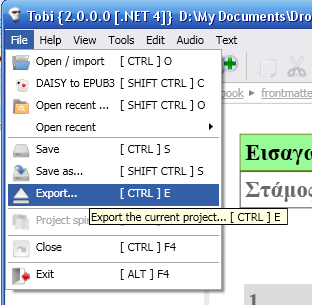 Tobi {2.0.0.0 [.NET 4]} D:\My Documents\Dro
File Help View Tools Edit Audio Text
Open / import [ CTRL ] O
DAISY to EPUB3 [ SHIFT CTRL ] C
Open recent ... [ SHIFT CTRL ] O
Open recent
Save [ CTRL ] S
Save as... [ SHIFT CTRL ] S
Export... [ CTRL ] E
Export the current project... [ CTRL ] E
Project spi
Close [ CTRL ] F4
Exit [ ALT ] F4
book frontmatte
Εισαγω
Στάμος
1